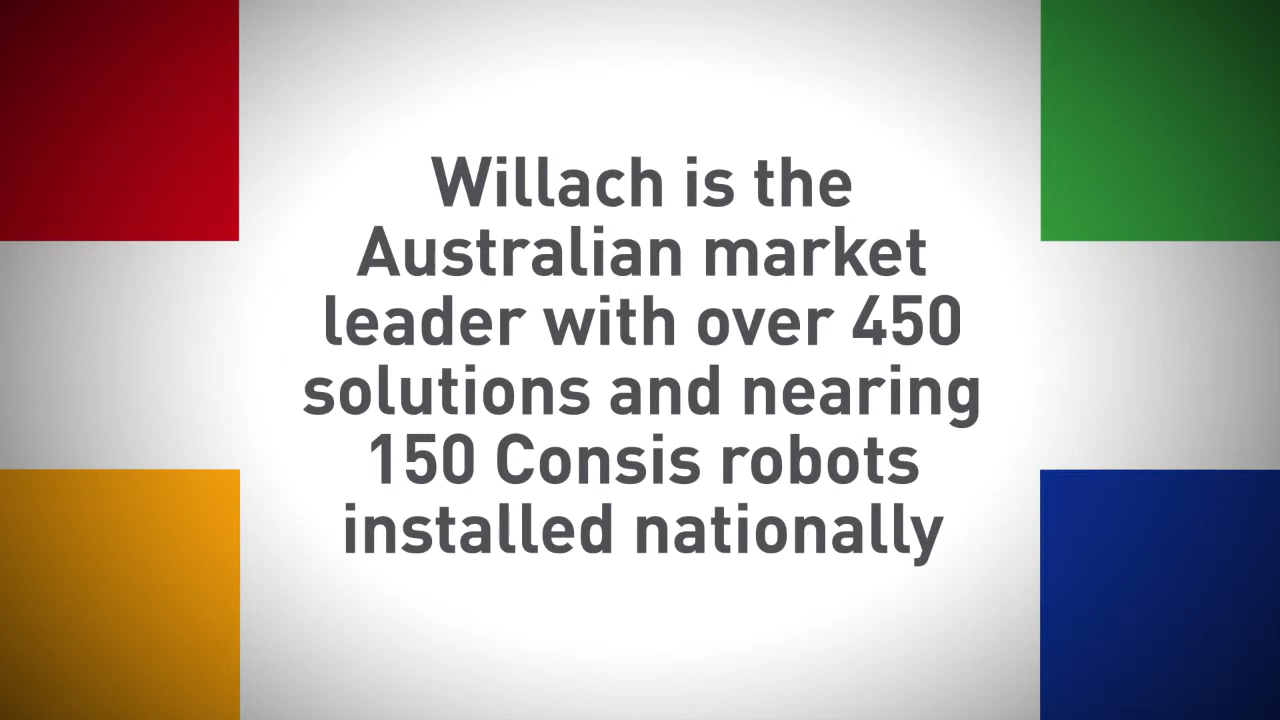 Willach is the
Australian market
leader with over 450
solutions and nearing
150 Consis robots
installed nationally